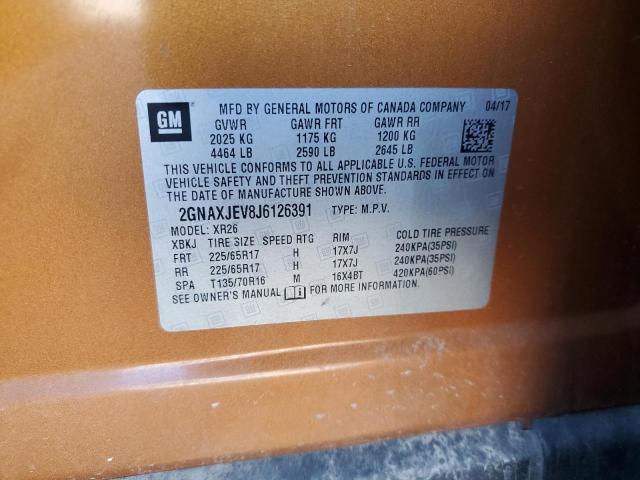 GM
MFD BY GENERAL MOTORS OF CANADA COMPANY 04/17
GVWR GAWR FRT GAWR RR
2025 KG 1175 KG 1200 KG
4464 LB 2590 LB 2645 LB
THIS VEHICLE CONFORMS TO ALL APPLICABLE U.S. FEDERAL MOTOR
VEHICLE SAFETY AND THEFT PREVENTION STANDARDS IN EFFECT ON
THE DATE OF MANUFACTURE SHOWN ABOVE.
2GNAXJEV8J6126391 TYPE: M.P.V.
MODEL: XR26
XBKJ TIRE SIZE SPEED RTG RIM COLD TIRE PRESSURE
FRT 225/65R17 H 17X7J 240KPA(35PSI)
RR 225/65R17 H 17X7J 240KPA(35PSI)
SPA T135/70R16 M 16X4BT 420KPA(60PSI)
SEE OWNER'S MANUAL FOR MORE INFORMATION.